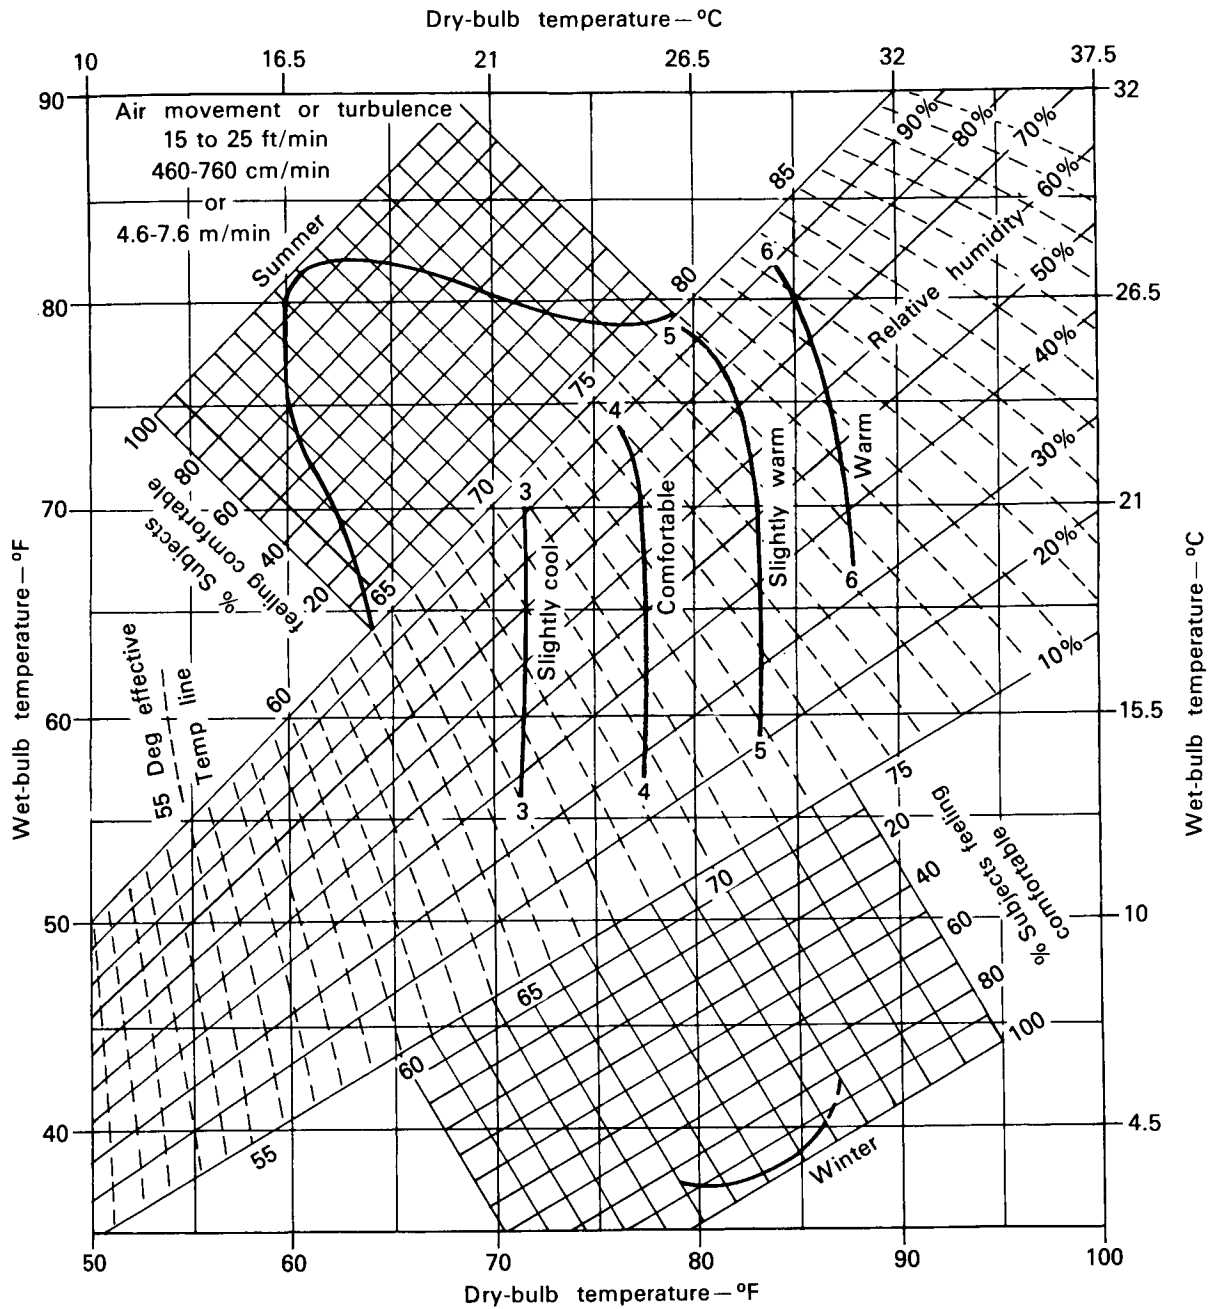 Dry-bulb temperature—ºC
10 16.5 21 26.5 32 37.5
Air movement or turbulence
15 to 25 ft/min
460-760 cm/min
or
4.6-7.6 m/min
90
80
70
60
50
40
Wet-bulb temperature—ºF
32
26.5
21
15.5
10
4.5
Wet-bulb temperature—ºC
Summer
100
80
60
40
20
% Subjects
feeling comfortable
55 Deg effective
Temp line
55
60
65
70
75
80
85
90%
80%
70%
60%
50%
40%
30%
20%
10%
Relative humidity
3
Slightly cool
3
4
Comfortable
4
5
Slightly warm
5
6
Warm
6
60
65
70
75
20
40
60
80
100
% Subjects feeling
comfortable
Winter
50 60 70 80 90 100
Dry-bulb temperature—ºF